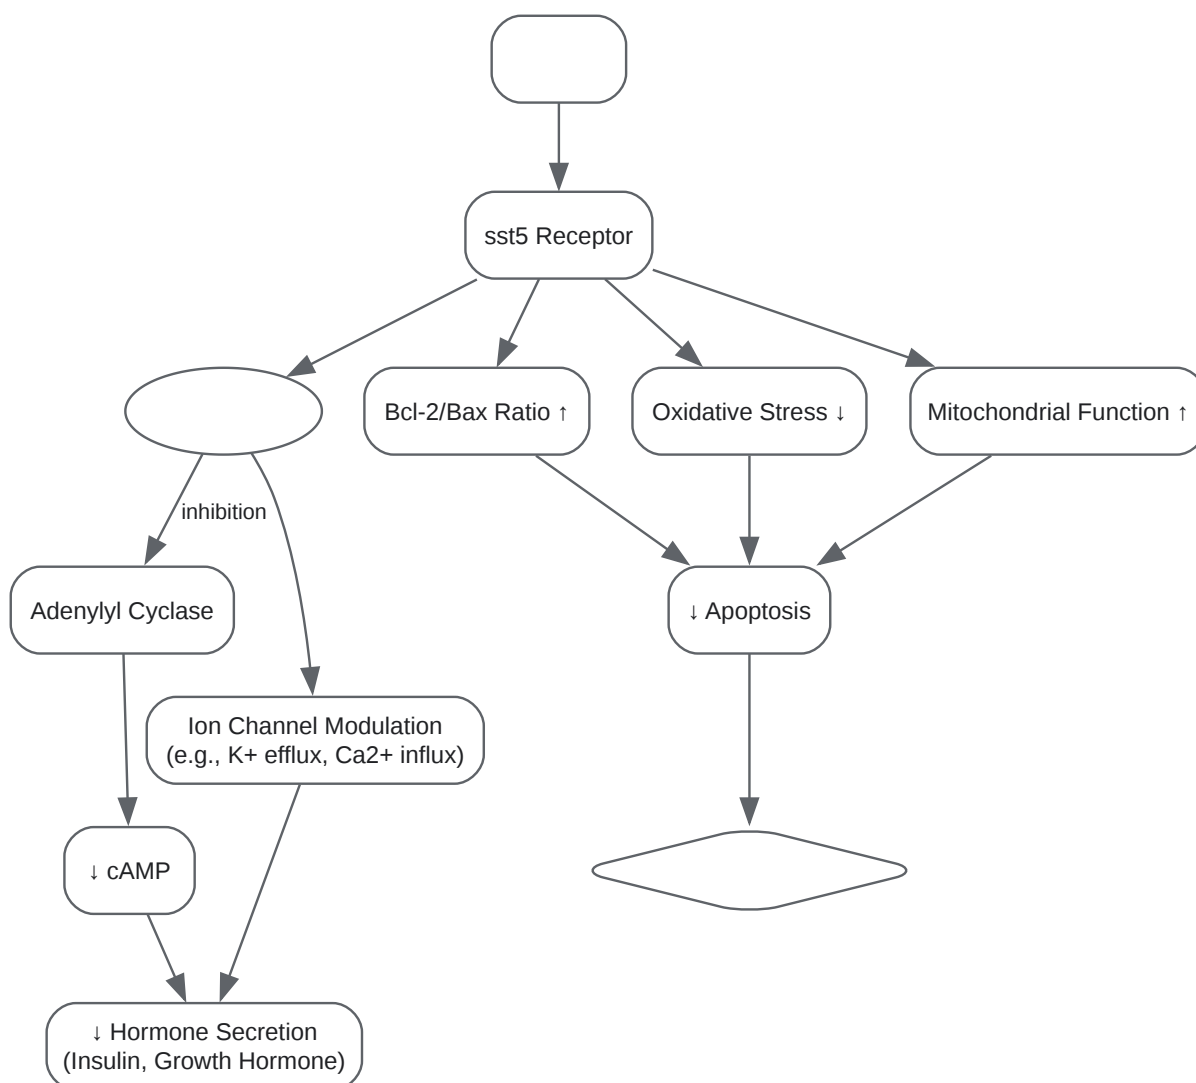 sst5 Receptor
Bcl-2/Bax Ratio ↑
Oxidative Stress ↓
Mitochondrial Function ↑
inhibition
Adenylyl Cyclase
↓ Apoptosis
Ion Channel Modulation
(e.g., K+ efflux, Ca2+ influx)
↓ cAMP
↓ Hormone Secretion
(Insulin, Growth Hormone)